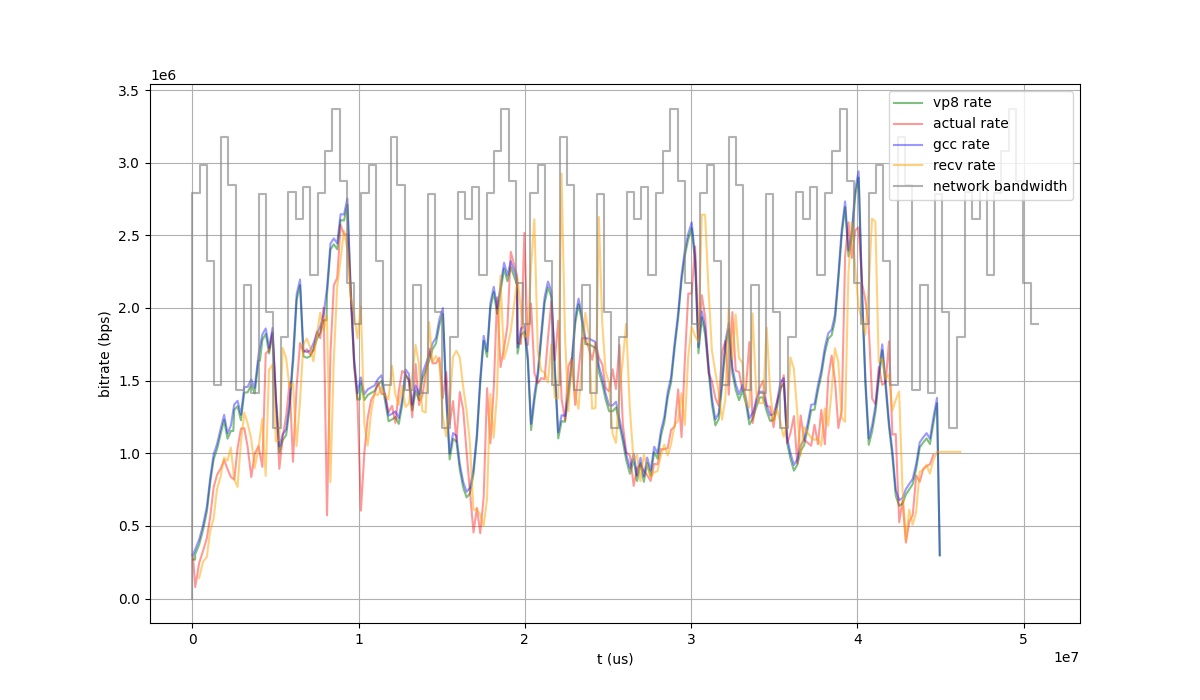 1e6
3.5
3.0
2.5
2.0
1.5
1.0
0.5
0.0
bitrate (bps)
vp8 rate
actual rate
gcc rate
recv rate
network bandwidth
0
1
2
3
4
5
t (us)
1e7